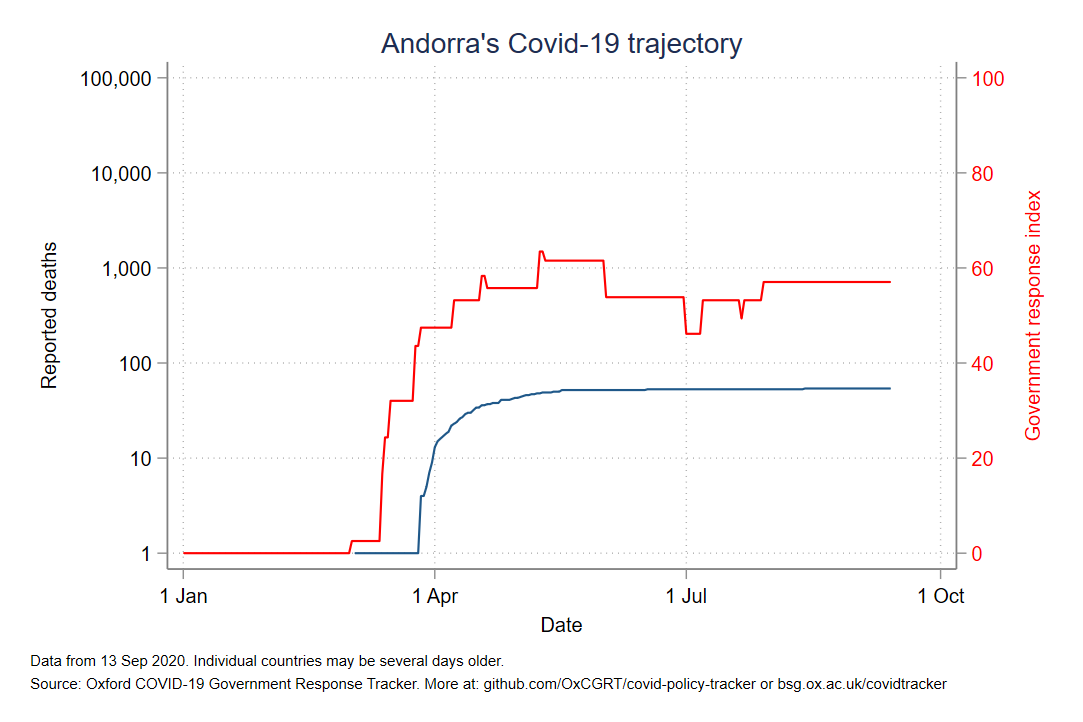 Andorra's Covid-19 trajectory
100,000
10,000
1,000
100
10
1
Reported deaths
100
80
60
40
20
0
Government response index
1 Jan
1 Apr
1 Jul
1 Oct
Date
Data from 13 Sep 2020. Individual countries may be several days older.
Source: Oxford COVID-19 Government Response Tracker. More at: github.com/OxCGRT/covid-policy-tracker or bsg.ox.ac.uk/covidtracker